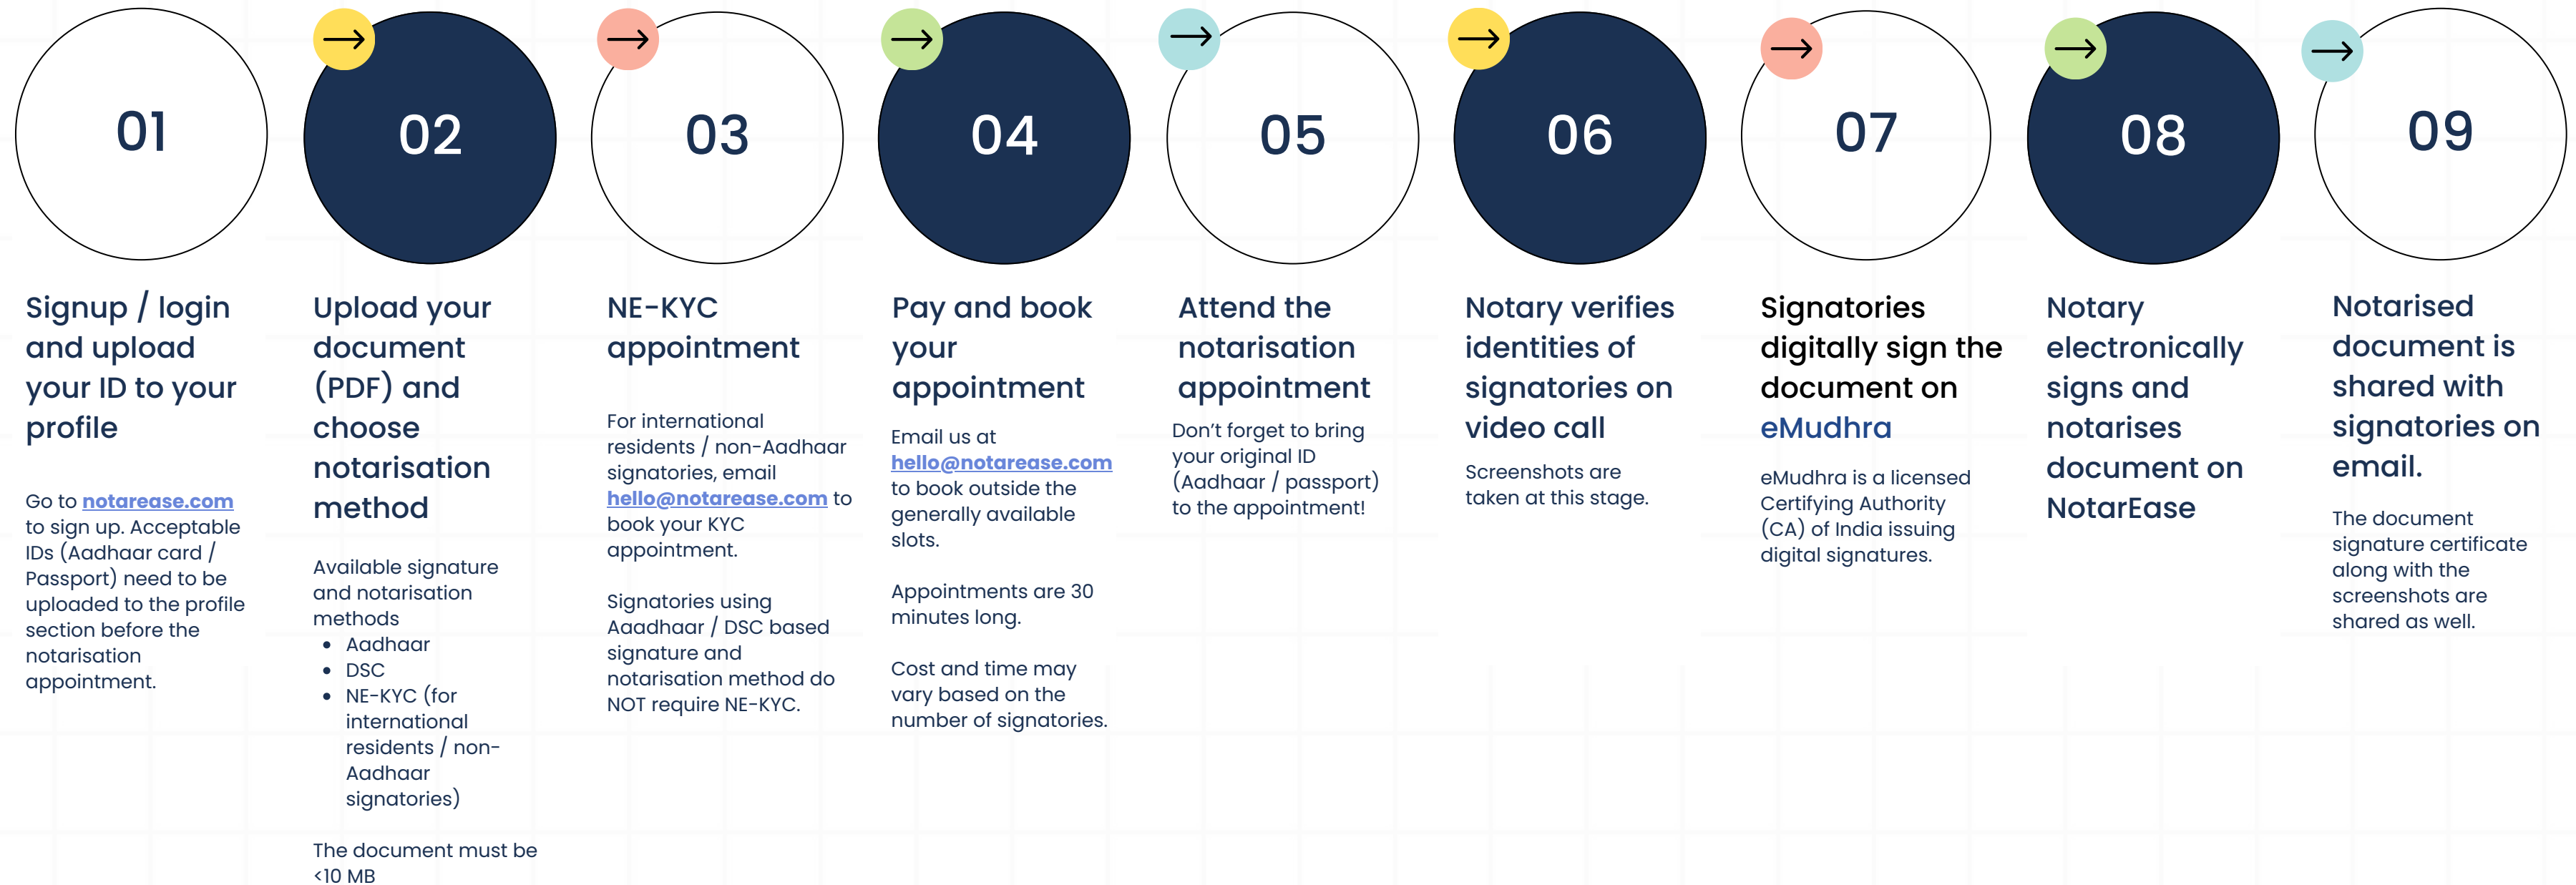 01
Signup / login
and upload
your ID to your
profile
Go to notarease.com
to sign up. Acceptable
IDs (Aadhaar card /
Passport) need to be
uploaded to the profile
section before the
notarisation
appointment.
02
Upload your
document
(PDF) and
choose
notarisation
method
Available signature
and notarisation
methods
• Aadhaar
• DSC
• NE-KYC (for
international
residents / non-
Aadhaar
signatories)
The document must be
<10 MB
03
NE-KYC
appointment
For international
residents / non-Aadhaar
signatories, email
hello@notarease.com to
book your KYC
appointment.
Signatories using
Aaadhaar / DSC based
signature and
notarisation method do
NOT require NE-KYC.
04
Pay and book
your
appointment
Email us at
hello@notarease.com
to book outside the
generally available
slots.
Appointments are 30
minutes long.
Cost and time may
vary based on the
number of signatories.
05
Attend the
notarisation
appointment
Don’t forget to bring
your original ID
(Aadhaar / passport)
to the appointment!
06
Notary verifies
identities of
signatories on
video call
Screenshots are
taken at this stage.
07
Signatories
digitally sign the
document on
eMudhra
eMudhra is a licensed
Certifying Authority
(CA) of India issuing
digital signatures.
08
Notary
electronically
signs and
notarises
document on
NotarEase
09
Notarised
document is
shared with
signatories on
email.
The document
signature certificate
along with the
screenshots are
shared as well.